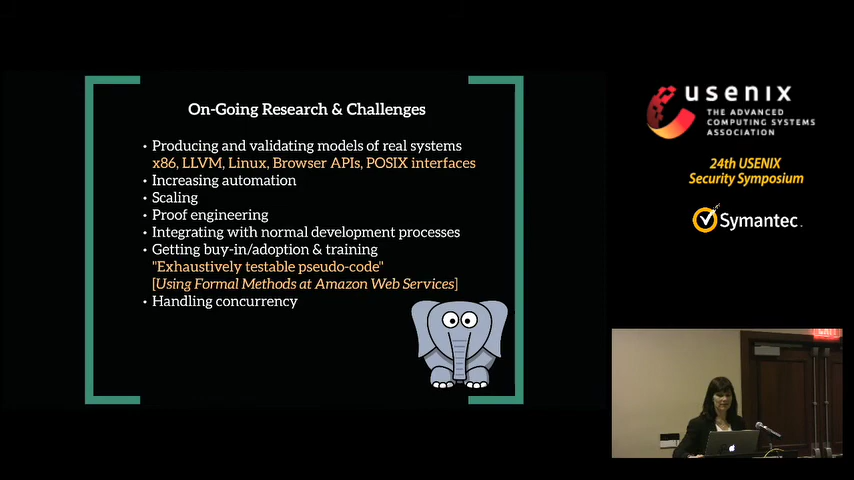 On-Going Research & Challenges
• Producing and validating models of real systems
x86, LLVM, Linux, Browser APIs, POSIX interfaces
• Increasing automation
• Scaling
• Proof engineering
• Integrating with normal development processes
• Getting buy-in/adoption & training
"Exhaustively testable pseudo-code"
[Using Formal Methods at Amazon Web Services]
• Handling concurrency
usenix
THE ADVANCED
COMPUTING SYSTEMS
ASSOCIATION
24th USENIX
Security Symposium
Symantec.
EXIT